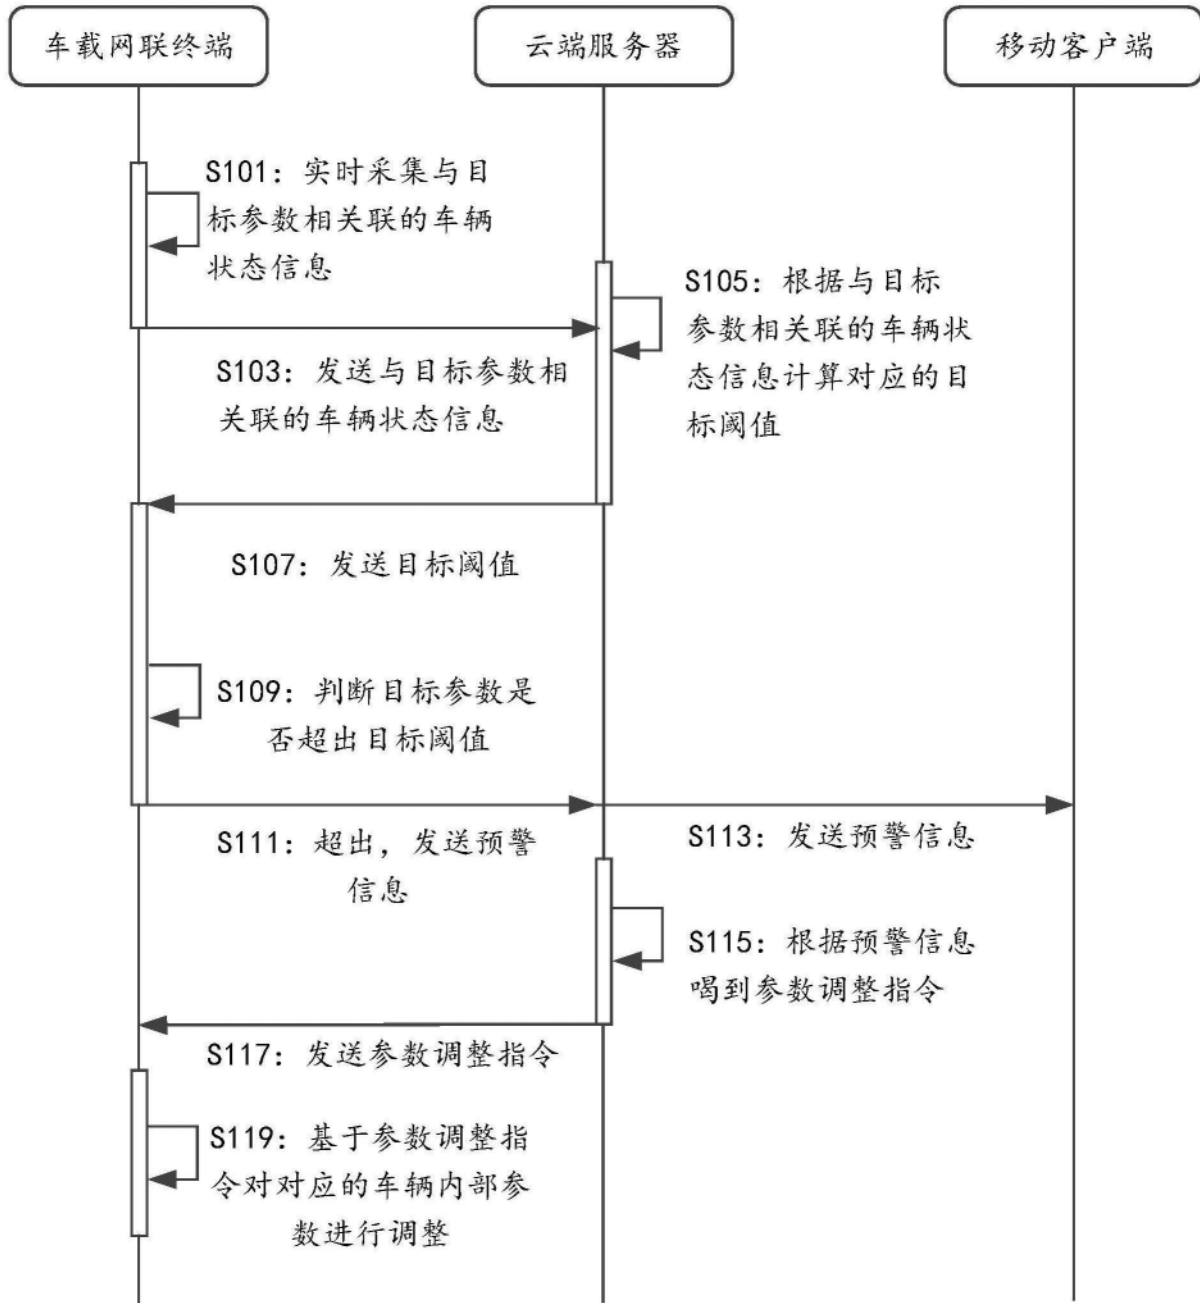 车载网联终端
云端服务器
移动客户端
S101：实时采集与目
标参数相关联的车辆
状态信息
S105：根据与目标
参数相关联的车辆状
态信息计算对应的目
标阈值
S103：发送与目标参数相
关联的车辆状态信息
S107：发送目标阈值
S109：判断目标参数是
否超出目标阈值
S111：超出，发送预警
信息
S113：发送预警信息
S115：根据预警信息
喝到参数调整指令
S117：发送参数调整指令
S119：基于参数调整指
令对对应的车辆内部参
数进行调整